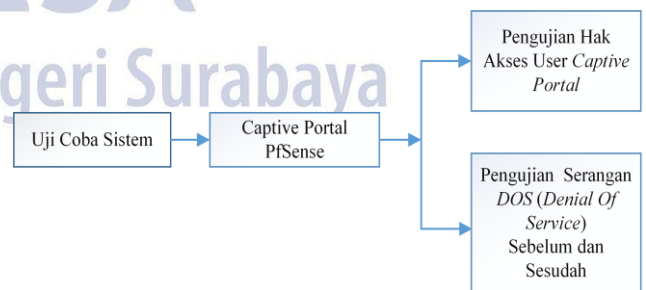 geri Surabaya
Uji Coba Sistem
Captive Portal
PfSense
Pengujian Hak
Akses User Captive
Portal
Pengujian Serangan
DOS (Denial Of
Service)
Sebelum dan
Sesudah